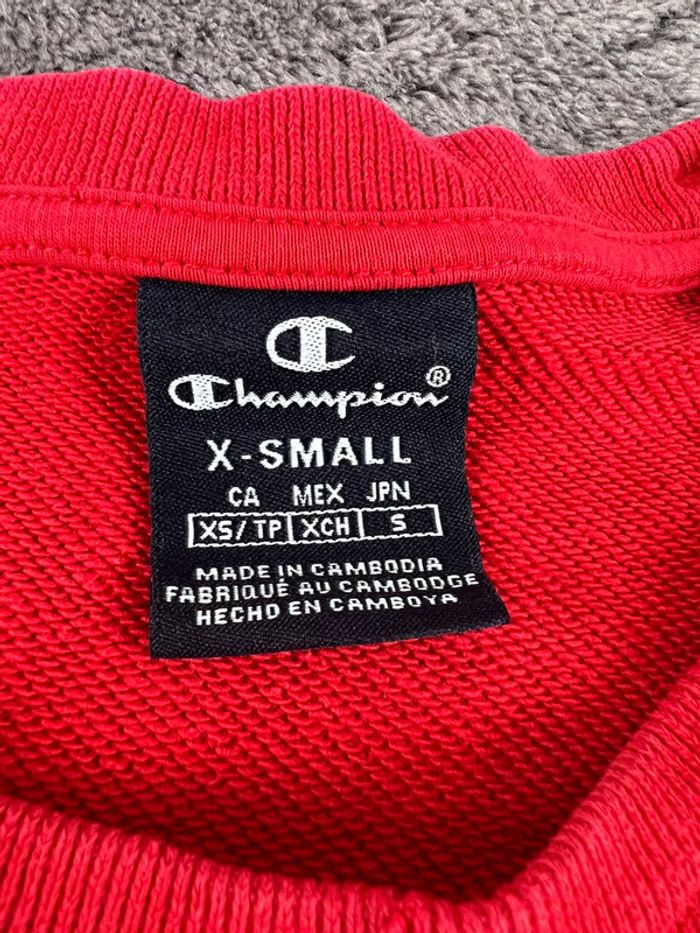 Champion®
X-SMALL
CA MEX JPN
XS/TP XCH S
MADE IN CAMBODIA
FABRIQUÉ AU CAMBODGE
HECHO EN CAMBOYA